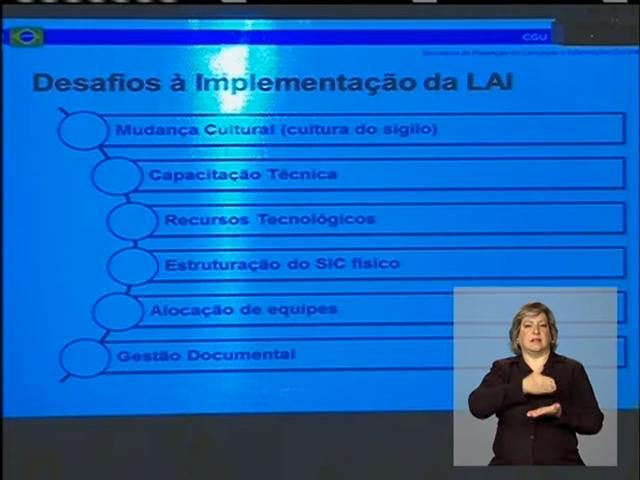 CGU
Desafios à Implementação da LAI
Mudança Cultural (cultura do sigilo)
Capacitação Técnica
Recursos Tecnológicos
Estruturação do SIC físico
Alocação de equipes
Gestão Documental